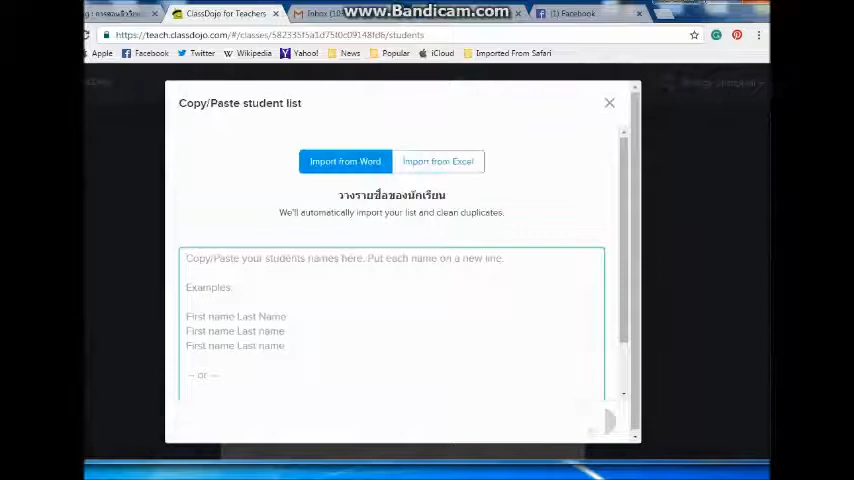 www.Bandicam.com
ClassDojo for Teachers
Inbox
(1) Facebook
https://teach.classdojo.com/#/classes/582335f5a1d75f0c09148fd6/students
Apple Facebook Twitter Wikipedia Yahoo! News Popular iCloud Imported From Safari
Copy/Paste student list
Import from Word Import from Excel
วางรายชื่อของนักเรียน
We'll automatically import your list and clean duplicates.
Copy/Paste your students names here. Put each name on a new line.
Examples:
First name Last Name
First name Last name
First name Last name
-- or --